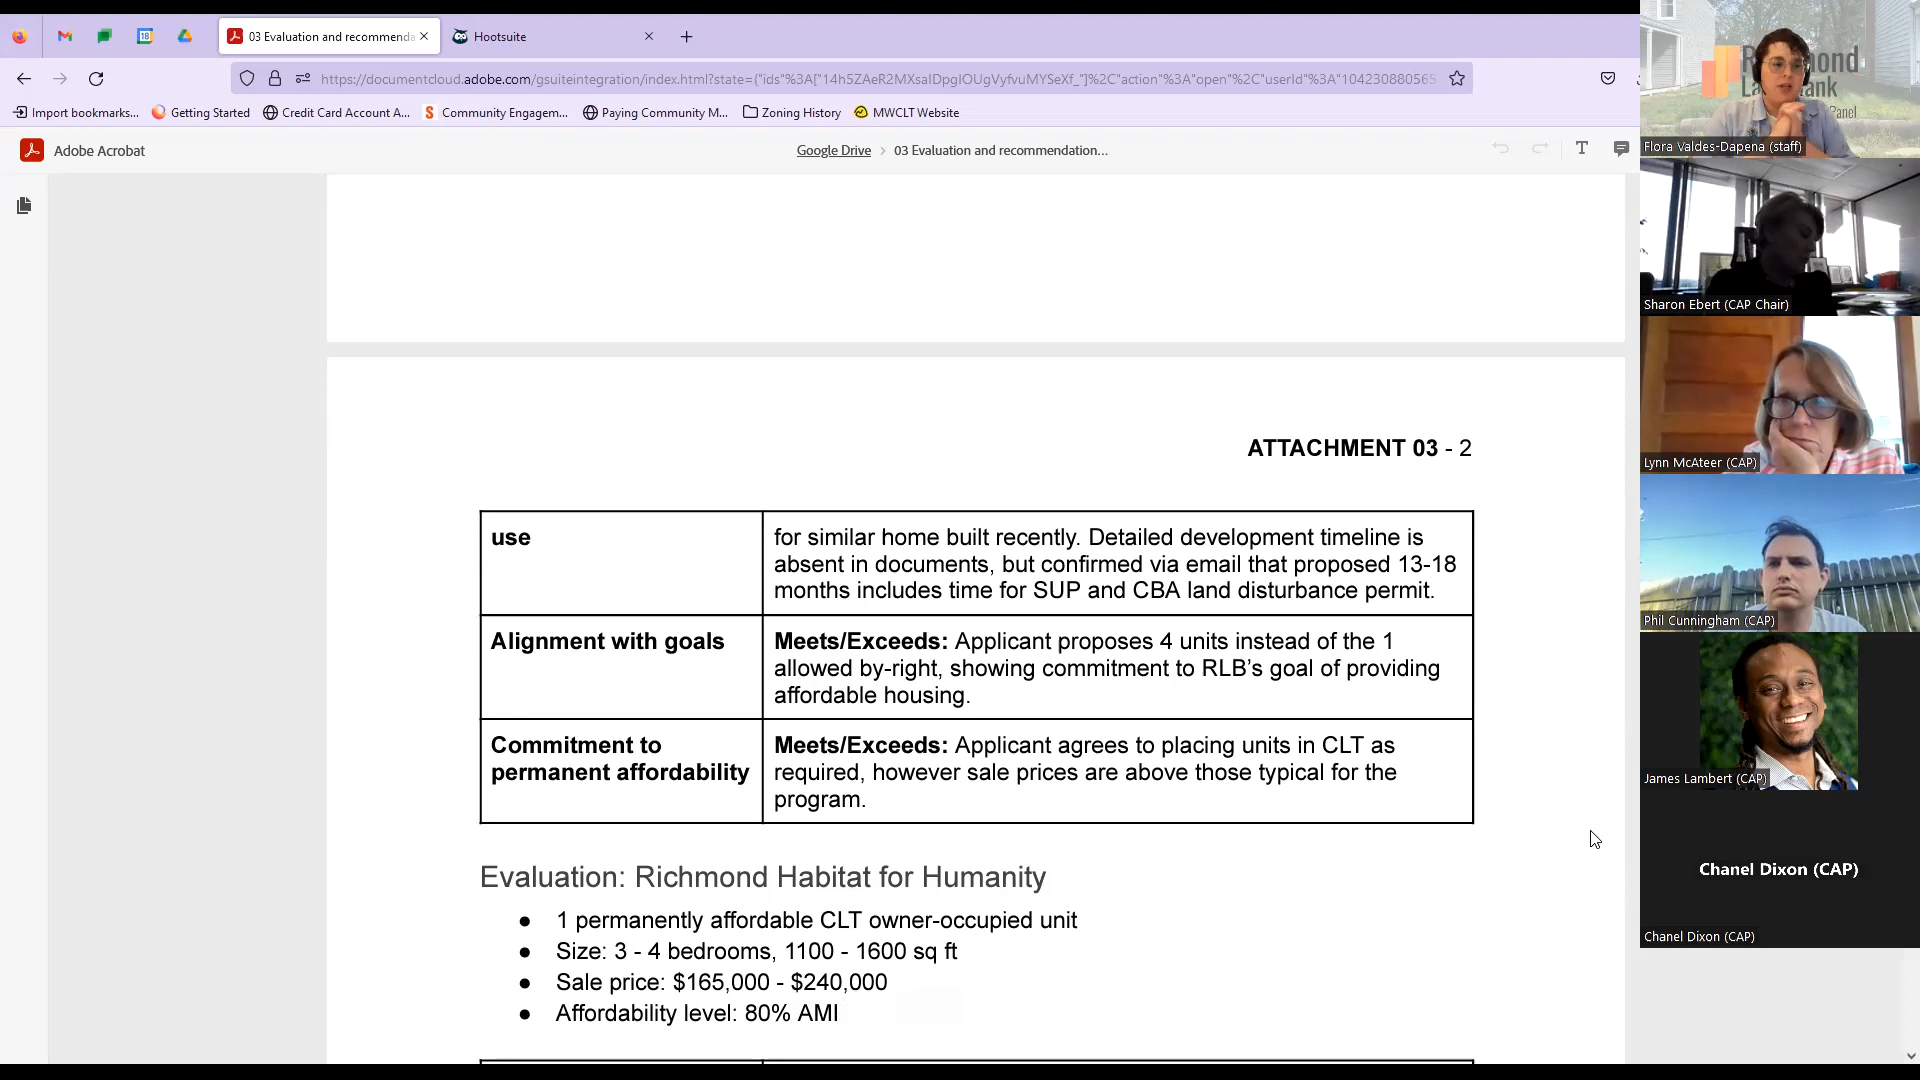 03 Evaluation and recommenda
Hootsuite
https://documentcloud.adobe.com/gsuiteintegration/index.html?state={"ids"%3A["14h5ZAeR2MXsaIDpgIOUgVyfvuMYSeXf_"]%2C"action"%3A"open"%2C"userId"%3A"104230880565
Import bookmarks...
Getting Started
Credit Card Account A...
Community Engagem...
Paying Community M...
Zoning History
MWCLT Website
Adobe Acrobat
Google Drive > 03 Evaluation and recommendation...
ATTACHMENT 03 - 2
use
for similar home built recently. Detailed development timeline is
absent in documents, but confirmed via email that proposed 13-18
months includes time for SUP and CBA land disturbance permit.
Alignment with goals
Meets/Exceeds: Applicant proposes 4 units instead of the 1
allowed by-right, showing commitment to RLB's goal of providing
affordable housing.
Commitment to
permanent affordability
Meets/Exceeds: Applicant agrees to placing units in CLT as
required, however sale prices are above those typical for the
program.
Evaluation: Richmond Habitat for Humanity
● 1 permanently affordable CLT owner-occupied unit
● Size: 3 - 4 bedrooms, 1100 - 1600 sq ft
● Sale price: $165,000 - $240,000
● Affordability level: 80% AMI
Panel
Flora Valdes-Dapena (staff)
Sharon Ebert (CAP Chair)
Lynn McAteer (CAP)
Phil Cunningham (CAP)
James Lambert (CAP)
Chanel Dixon (CAP)
Chanel Dixon (CAP)